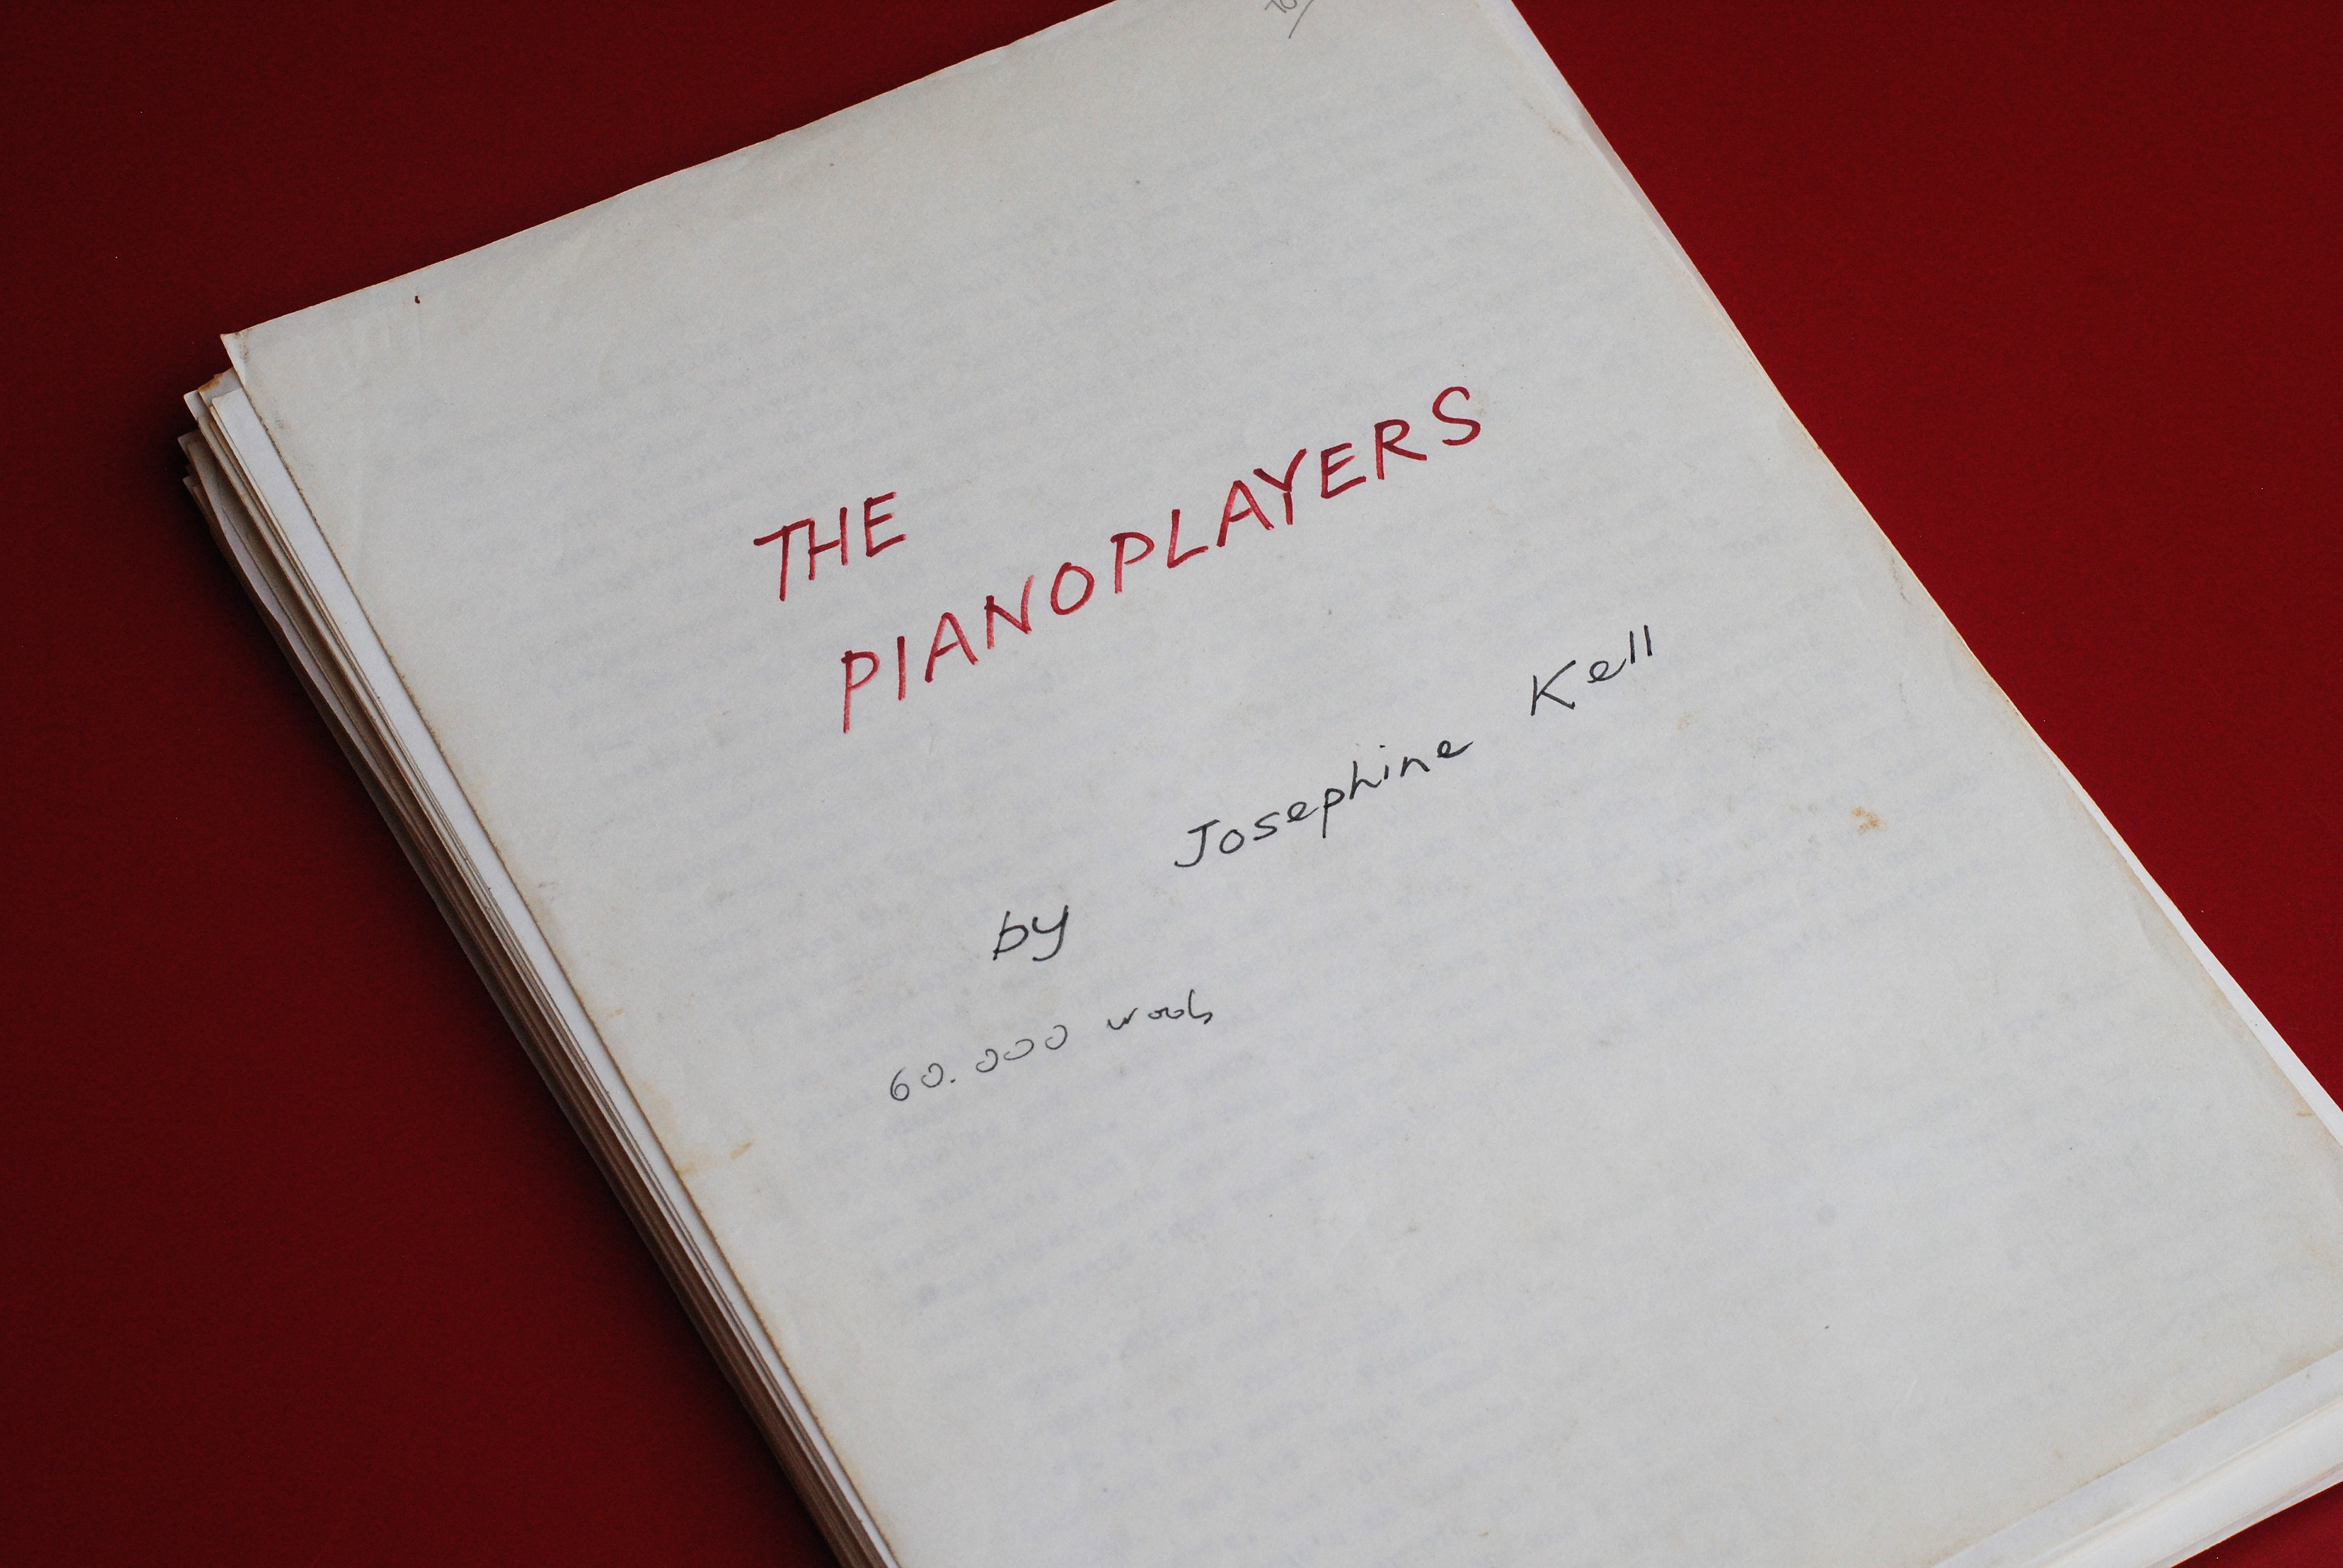 THE
PIANOPLAYERS
by Josephine Kell
60.000 words